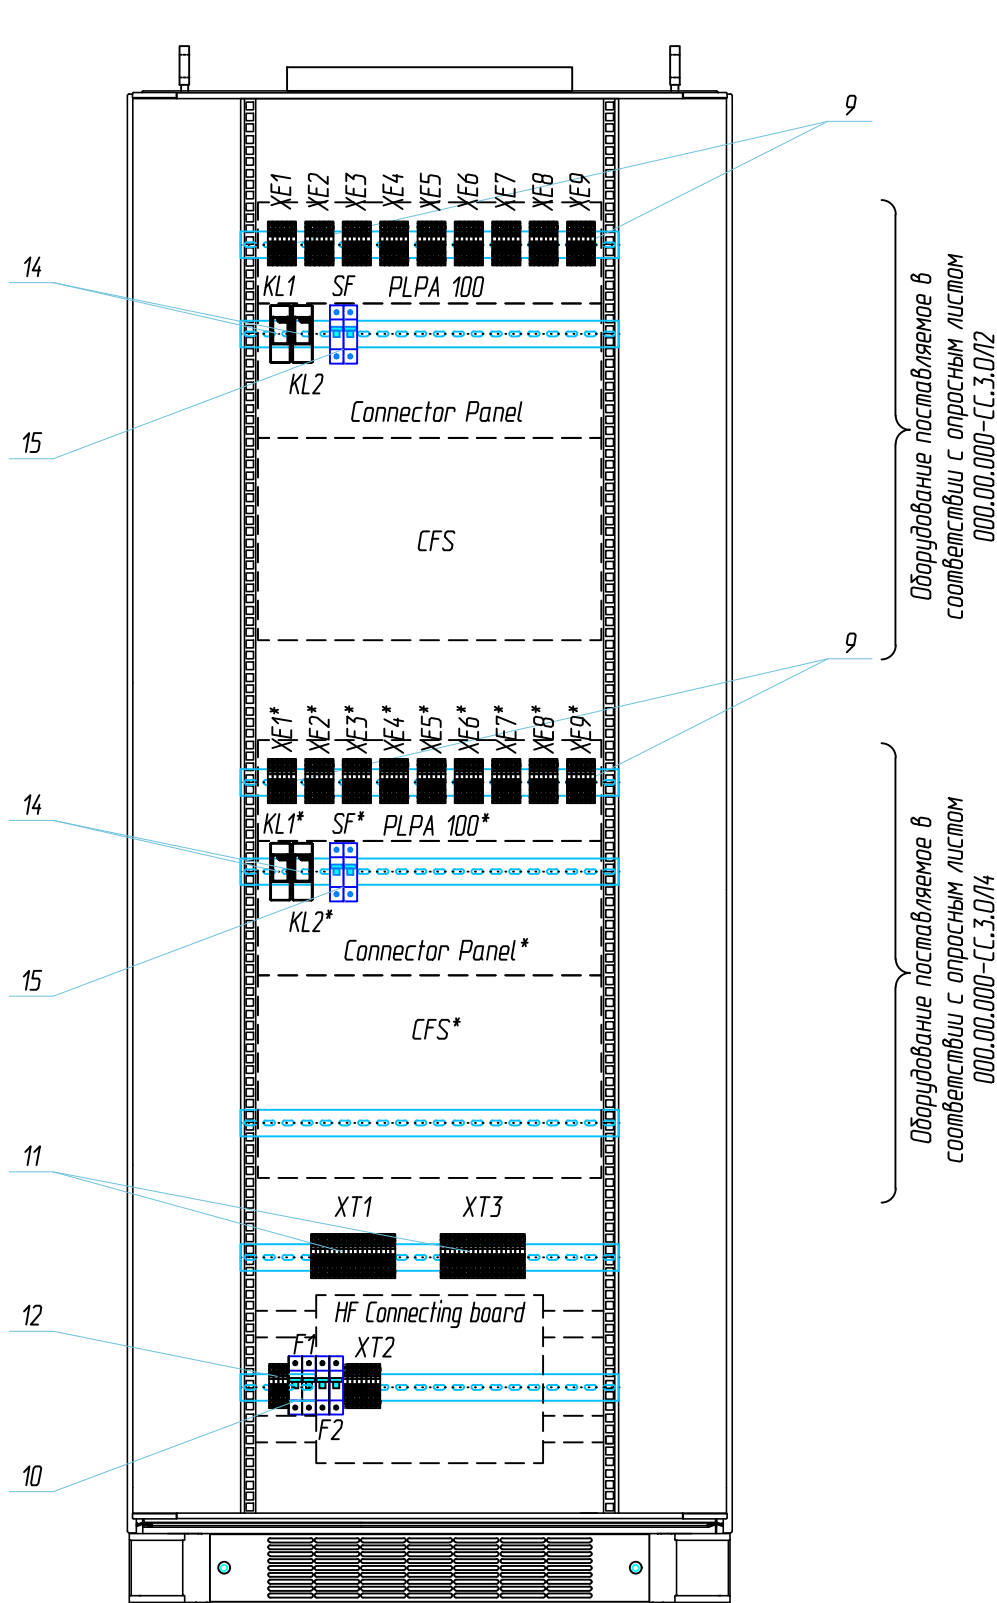 9
XE1 XE2 XE3 XE4 XE5 XE6 XE7 XE8 XE9
14
KL1 SF PLPA 100
KL2
Connector Panel
15
CFS
Оборудование поставляемое в
соответствии с опросным листом
000.00.000-СС.3.ОЛ2
9
XE1* XE2* XE3* XE4* XE5* XE6* XE7* XE8* XE9*
14
KL1* SF* PLPA 100*
KL2*
Connector Panel*
15
CFS*
Оборудование поставляемое в
соответствии с опросным листом
000.00.000-СС.3.ОЛ4
11
XT1 XT3
12
HF Connecting board
F1 XT2
F2
10